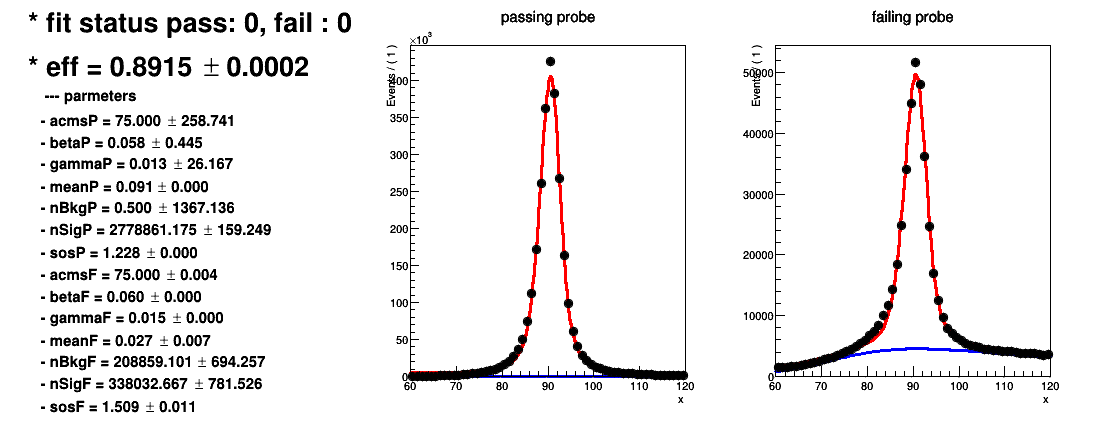 * fit status pass: 0, fail : 0
* eff = 0.8915 ± 0.0002
--- parmeters
- acmsP = 75.000 ± 258.741
- betaP = 0.058 ± 0.445
- gammaP = 0.013 ± 26.167
- meanP = 0.091 ± 0.000
- nBkgP = 0.500 ± 1367.136
- nSigP = 2778861.175 ± 159.249
- sosP = 1.228 ± 0.000
- acmsF = 75.000 ± 0.004
- betaF = 0.060 ± 0.000
- gammaF = 0.015 ± 0.000
- meanF = 0.027 ± 0.007
- nBkgF = 208859.101 ± 694.257
- nSigF = 338032.667 ± 781.526
- sosF = 1.509 ± 0.011
passing probe
×10³
Events / ( 1 )
400
350
300
250
200
150
100
50
0
60 70 80 90 100 110 120
x
failing probe
Events / ( 1 )
50000
40000
30000
20000
10000
0
60 70 80 90 100 110 120
x